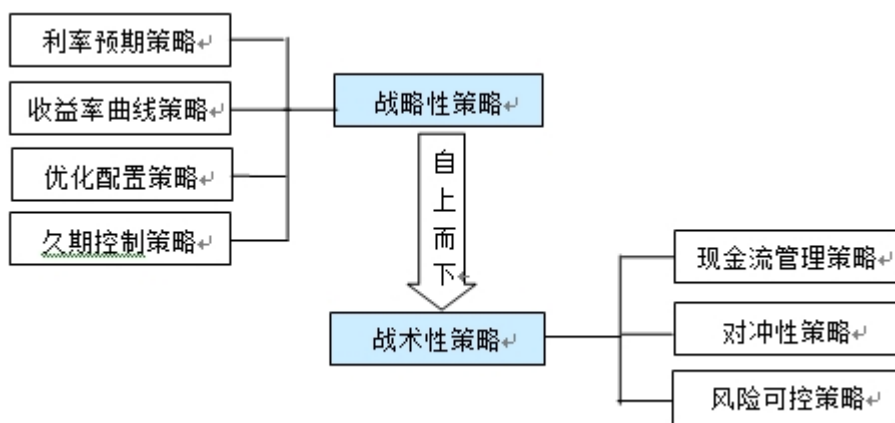 利率预期策略
收益率曲线策略
优化配置策略
久期控制策略
战略性策略
自
上
而
下
战术性策略
现金流管理策略
对冲性策略
风险可控策略